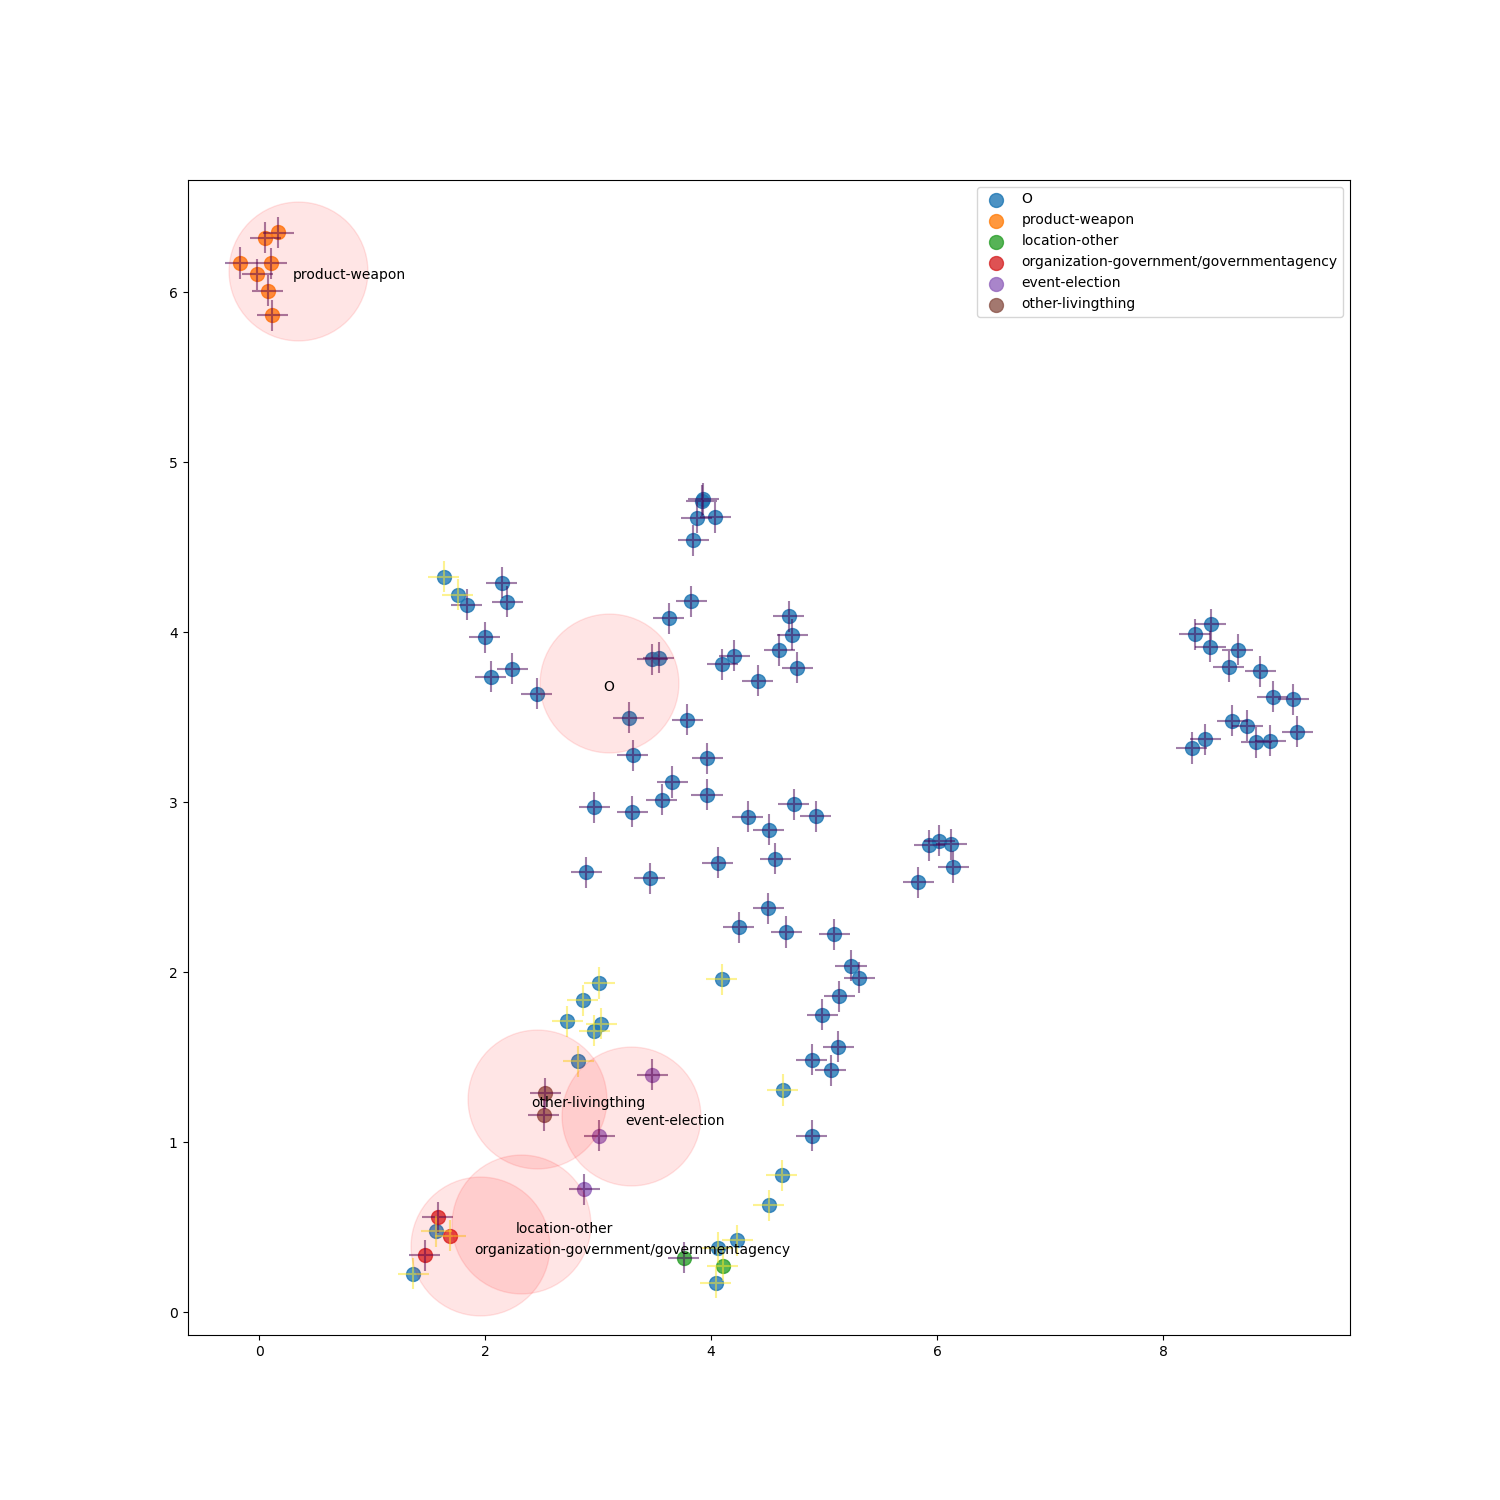 O
product-weapon
location-other
organization-government/governmentagency
event-election
other-livingthing
product-weapon
O
other-livingthing
event-election
location-other
organization-government/governmentagency
6
5
4
3
2
1
0
0 2 4 6 8